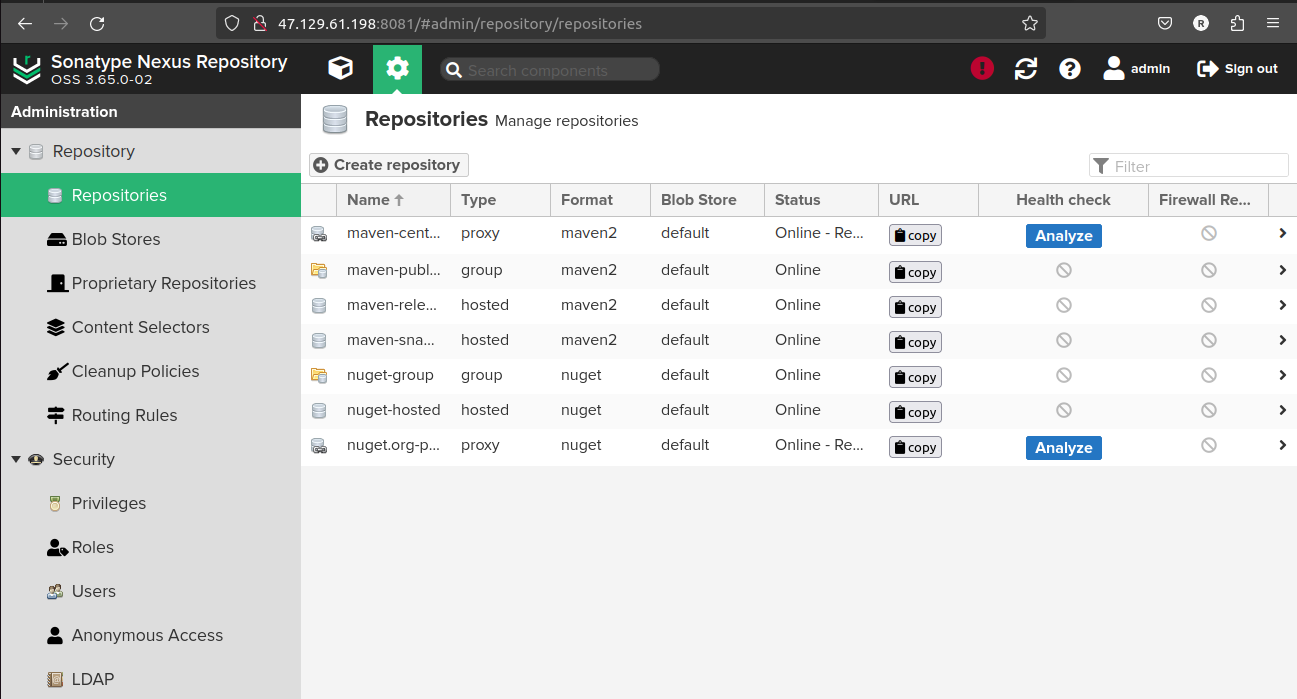 47.129.61.198:8081/#admin/repository/repositories
R
Sonatype Nexus Repository
OSS 3.65.0-02
Search components
admin
Sign out
Administration
Repository
Repositories
Blob Stores
Proprietary Repositories
Content Selectors
Cleanup Policies
Routing Rules
Security
Privileges
Roles
Users
Anonymous Access
LDAP
Repositories Manage repositories
Create repository
Filter
Name Type Format Blob Store Status URL Health check Firewall Re...
maven-cent... proxy maven2 default Online - Re... copy Analyze
maven-publ... group maven2 default Online copy
maven-rele... hosted maven2 default Online copy
maven-sna... hosted maven2 default Online copy
nuget-group group nuget default Online copy
nuget-hosted hosted nuget default Online copy
nuget.org-p... proxy nuget default Online - Re... copy Analyze